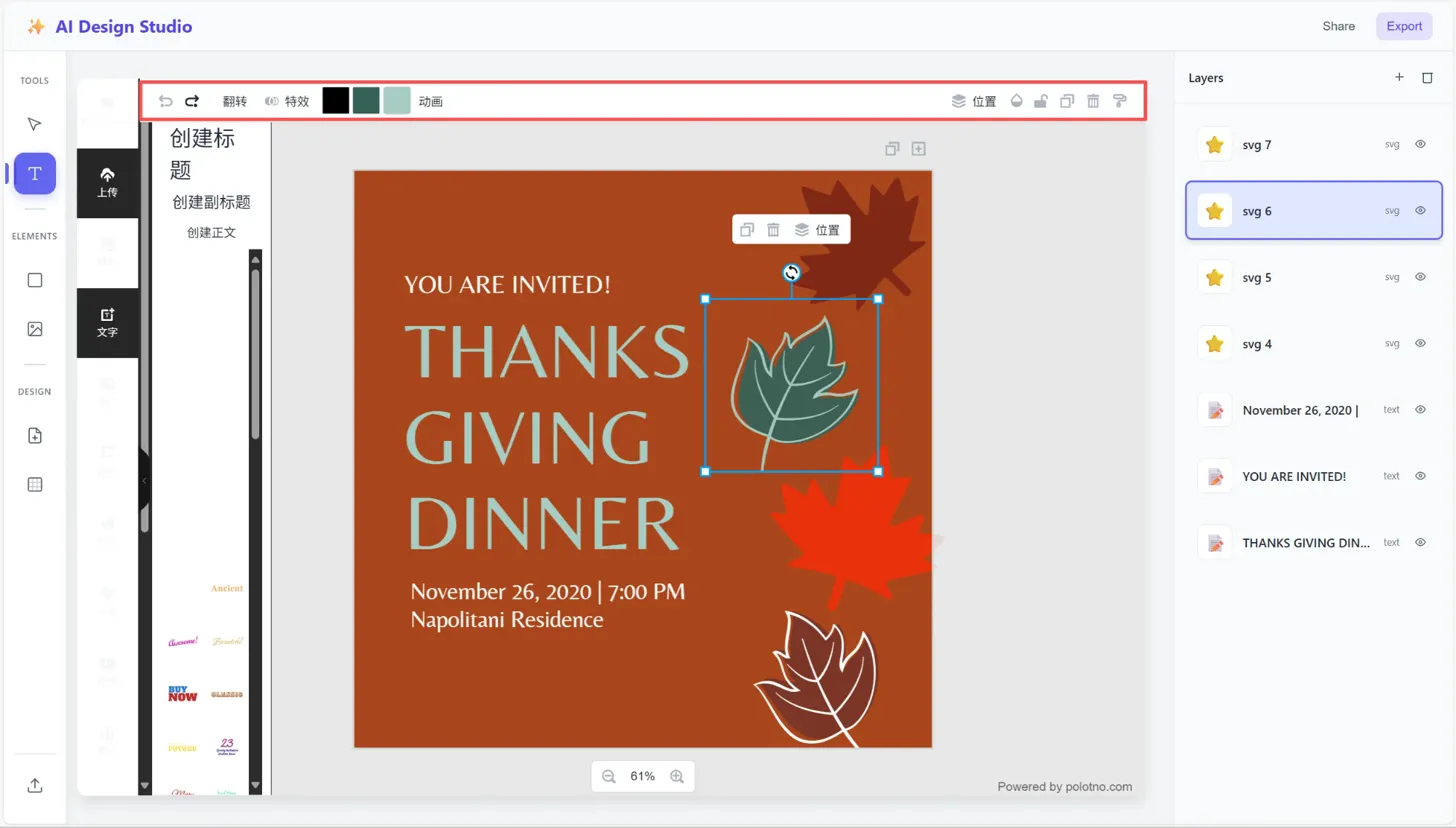 AI Design Studio
Share
Export
TOOLS
T
ELEMENTS
DESIGN
上传
文字
翻转
特效
动画
位置
创建标
题
创建副标题
创建正文
Ancient
Awesome!
Beautiful
BUY
NOW
23
位置
YOU ARE INVITED!
THANKS
GIVING
DINNER
November 26, 2020 | 7:00 PM
Napolitani Residence
61%
Powered by polotno.com
Layers
svg 7
svg
svg 6
svg
svg 5
svg
svg 4
svg
November 26, 2020 |
text
YOU ARE INVITED!
text
THANKS GIVING DIN...
text